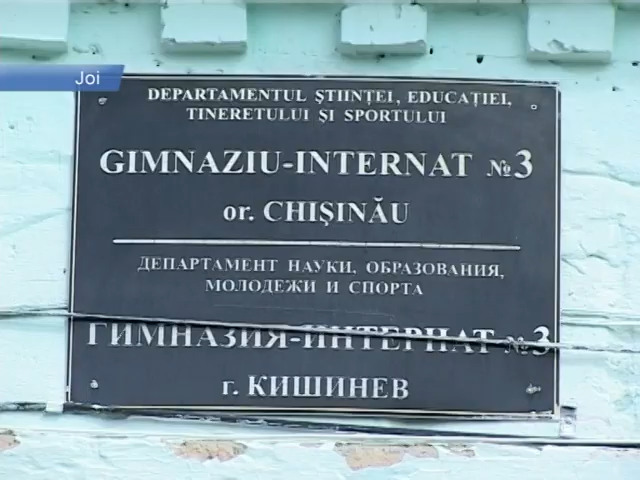 Joi
DEPARTAMENTUL ŞTIINŢEI, EDUCAŢIEI,
TINERETULUI ŞI SPORTULUI
GIMNAZIU-INTERNAT №3
or. CHIŞINĂU
ДЕПАРТАМЕНТ НАУКИ, ОБРАЗОВАНИЯ,
МОЛОДЕЖИ И СПОРТА
ГИМНАЗИЯ-ИНТЕРНАТ №3
г. КИШИНЕВ